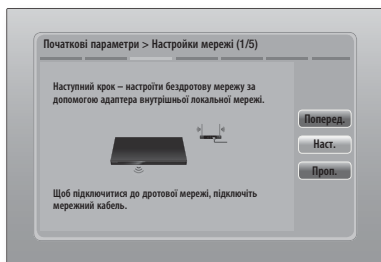 Початкові параметри > Настройки мережі (1/5)
Наступний крок – настроїти бездротову мережу за
допомогою адаптера внутрішньої локальної мережі.
Поперед.
Наст.
Проп.
Щоб підключитися до дротової мережі, підключіть
мережний кабель.